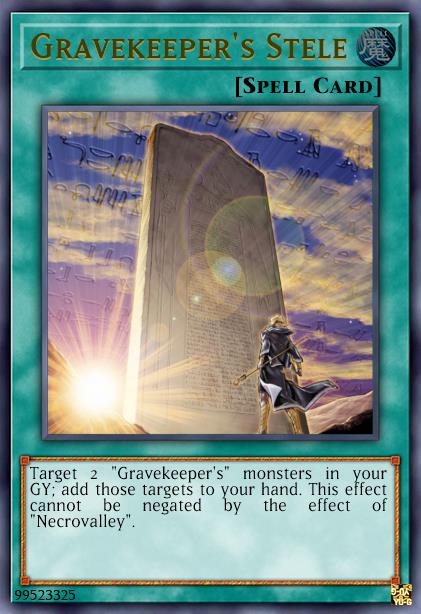 Gravekeeper's Stele
魔
[Spell Card]
Target 2 "Gravekeeper's" monsters in your
GY; add those targets to your hand. This effect
cannot be negated by the effect of
"Necrovalley".
99523325